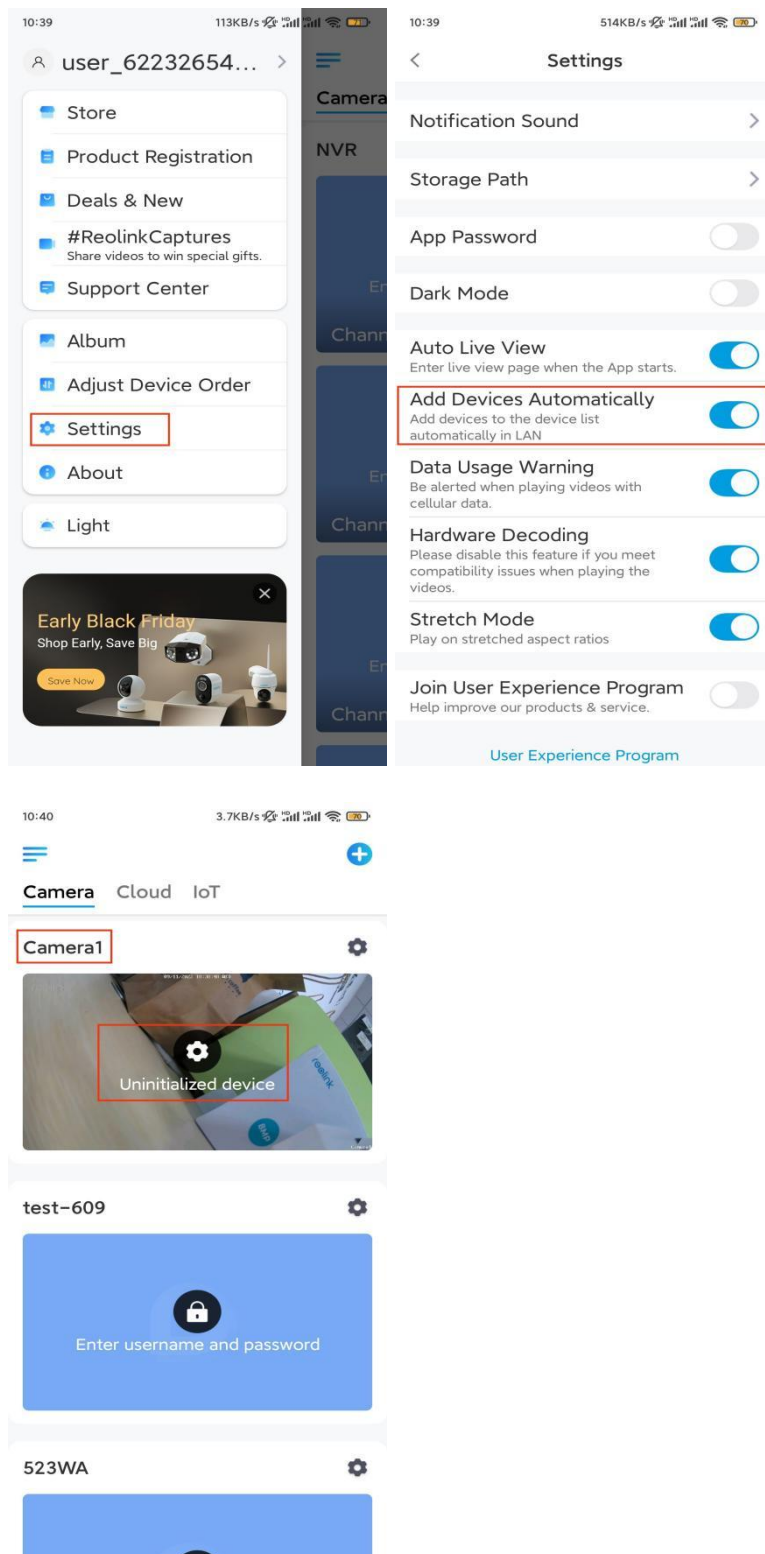 10:39
113KB/s
71
user_62232654...
Store
Product Registration
Deals & New
#ReolinkCaptures
Share videos to win special gifts.
Support Center
Album
Adjust Device Order
Settings
About
Light
Early Black Friday
Shop Early, Save Big
Save Now
Camera
NVR
En
Chann
En
Chann
En
Chann
10:39
514KB/s
70
Settings
Notification Sound
Storage Path
App Password
Dark Mode
Auto Live View
Enter live view page when the App starts.
Add Devices Automatically
Add devices to the device list
automatically in LAN
Data Usage Warning
Be alerted when playing videos with
cellular data.
Hardware Decoding
Please disable this feature if you meet
compatibility issues when playing the
videos.
Stretch Mode
Play on stretched aspect ratios
Join User Experience Program
Help improve our products & service.
User Experience Program
10:40
3.7KB/s
70
Camera Cloud IoT
Camera1
Uninitialized device
reolink
test-609
Enter username and password
523WA